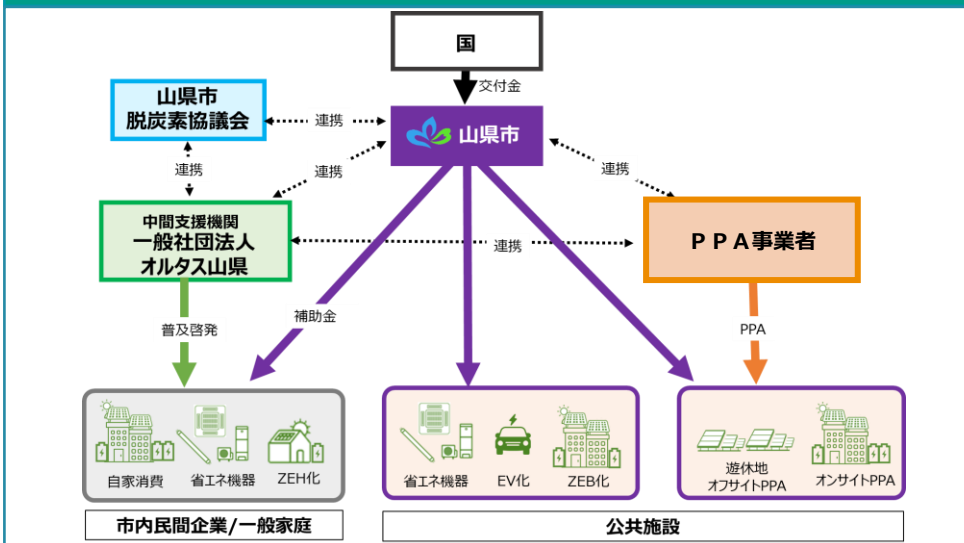 国
交付金
山県市
脱炭素協議会
連携
山県市
連携
連携
連携
中間支援機関
一般社団法人
オルタス山県
連携
PPA事業者
普及啓発
補助金
PPA
自家消費
省エネ機器
ZEH化
省エネ機器
EV化
ZEB化
遊休地
オフサイトPPA
オンサイトPPA
市内民間企業/一般家庭
公共施設